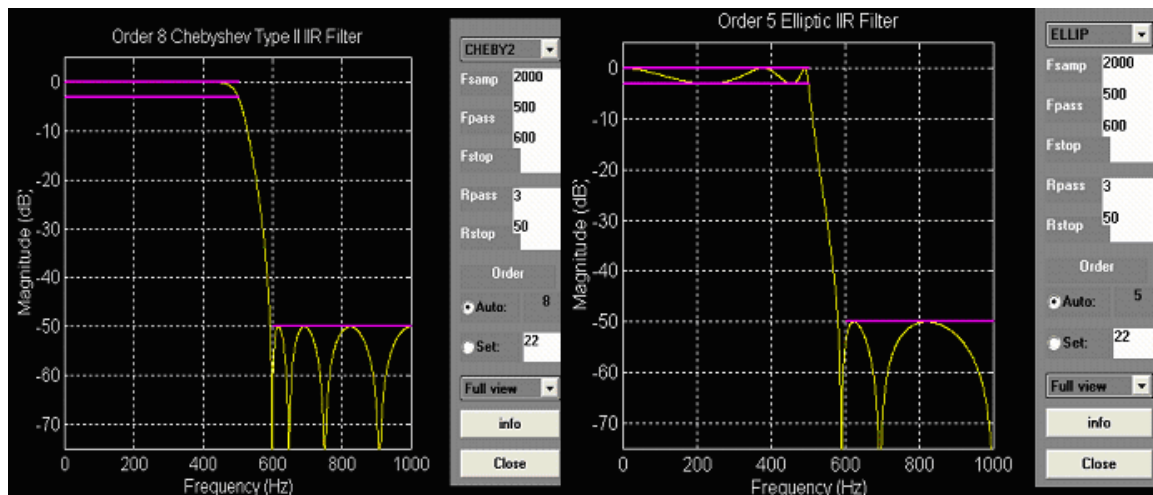 Order 8 Chebyshev Type II IIR Filter
Magnitude (dB)
0
-10
-20
-30
-40
-50
-60
-70
0 200 400 600 800 1000
Frequency (Hz)
CHEBY2
Fsamp 2000
Fpass 500
600
Fstop
Rpass 3
50
Rstop
Order
Auto: 8
Set: 22
Full view
info
Close
Order 5 Elliptic IIR Filter
Magnitude (dB)
0
-10
-20
-30
-40
-50
-60
-70
0 200 400 600 800 1000
Frequency (Hz)
ELLIP
Fsamp 2000
Fpass 500
600
Fstop
Rpass 3
50
Rstop
Order
Auto: 5
Set: 22
Full view
info
Close